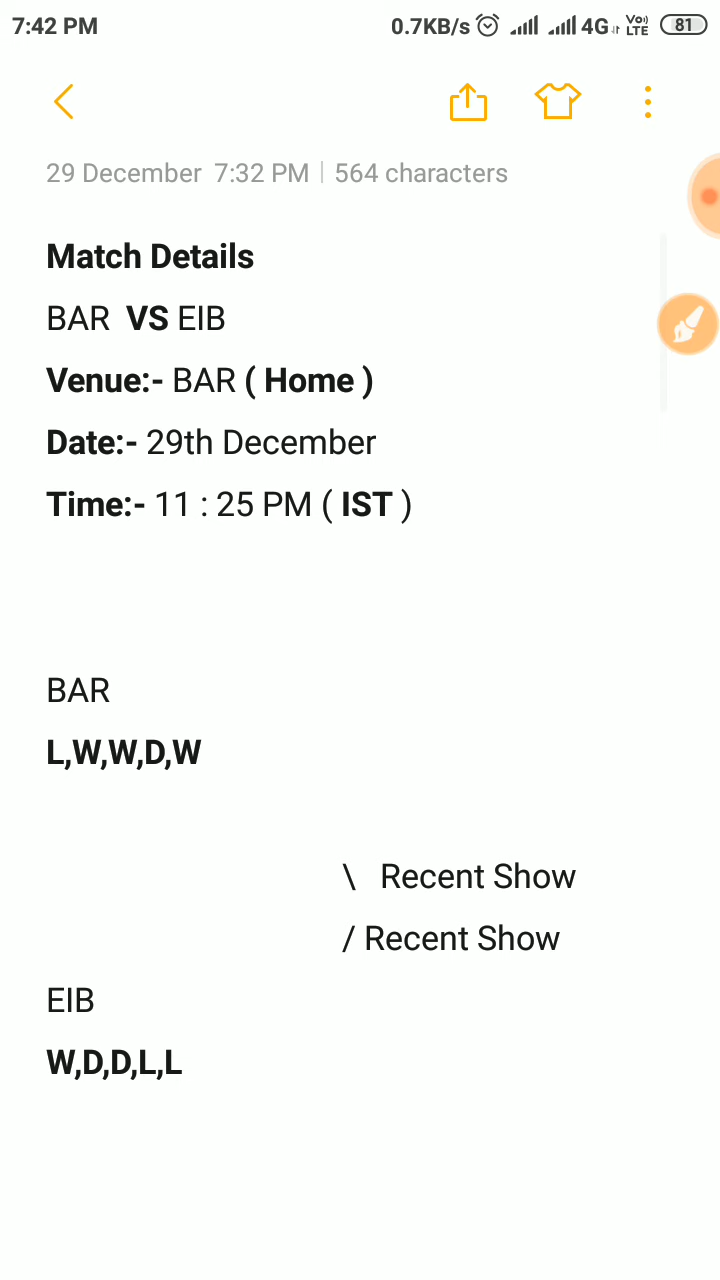 7:42 PM 0.7KB/s 4G VoLTE 81
29 December 7:32 PM | 564 characters
Match Details
BAR VS EIB
Venue:- BAR ( Home )
Date:- 29th December
Time:- 11 : 25 PM ( IST )
BAR
L,W,W,D,W
\ Recent Show
/ Recent Show
EIB
W,D,D,L,L